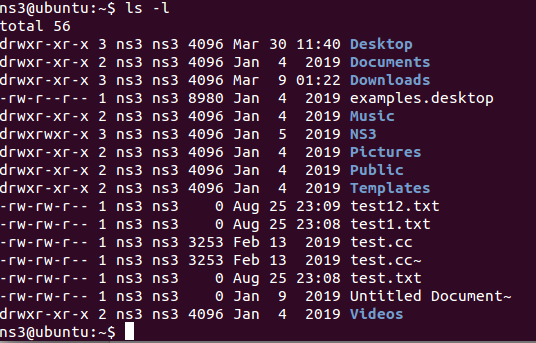 ns3@ubuntu:~$ ls -l
total 56
drwxr-xr-x 3 ns3 ns3 4096 Mar 30 11:40 Desktop
drwxr-xr-x 2 ns3 ns3 4096 Jan  4  2019 Documents
drwxr-xr-x 3 ns3 ns3 4096 Mar  9 01:22 Downloads
-rw-r--r-- 1 ns3 ns3 8980 Jan  4  2019 examples.desktop
drwxr-xr-x 2 ns3 ns3 4096 Jan  4  2019 Music
drwxrwxr-x 3 ns3 ns3 4096 Jan  5  2019 NS3
drwxr-xr-x 2 ns3 ns3 4096 Jan  4  2019 Pictures
drwxr-xr-x 2 ns3 ns3 4096 Jan  4  2019 Public
drwxr-xr-x 2 ns3 ns3 4096 Jan  4  2019 Templates
-rw-rw-r-- 1 ns3 ns3    0 Aug 25 23:09 test12.txt
-rw-rw-r-- 1 ns3 ns3    0 Aug 25 23:08 test1.txt
-rw-rw-r-- 1 ns3 ns3 3253 Feb 13  2019 test.cc
-rw-rw-r-- 1 ns3 ns3 3253 Feb 13  2019 test.cc~
-rw-rw-r-- 1 ns3 ns3    0 Aug 25 23:08 test.txt
-rw-rw-r-- 1 ns3 ns3    0 Jan  9  2019 Untitled Document~
drwxr-xr-x 2 ns3 ns3 4096 Jan  4  2019 Videos
ns3@ubuntu:~$